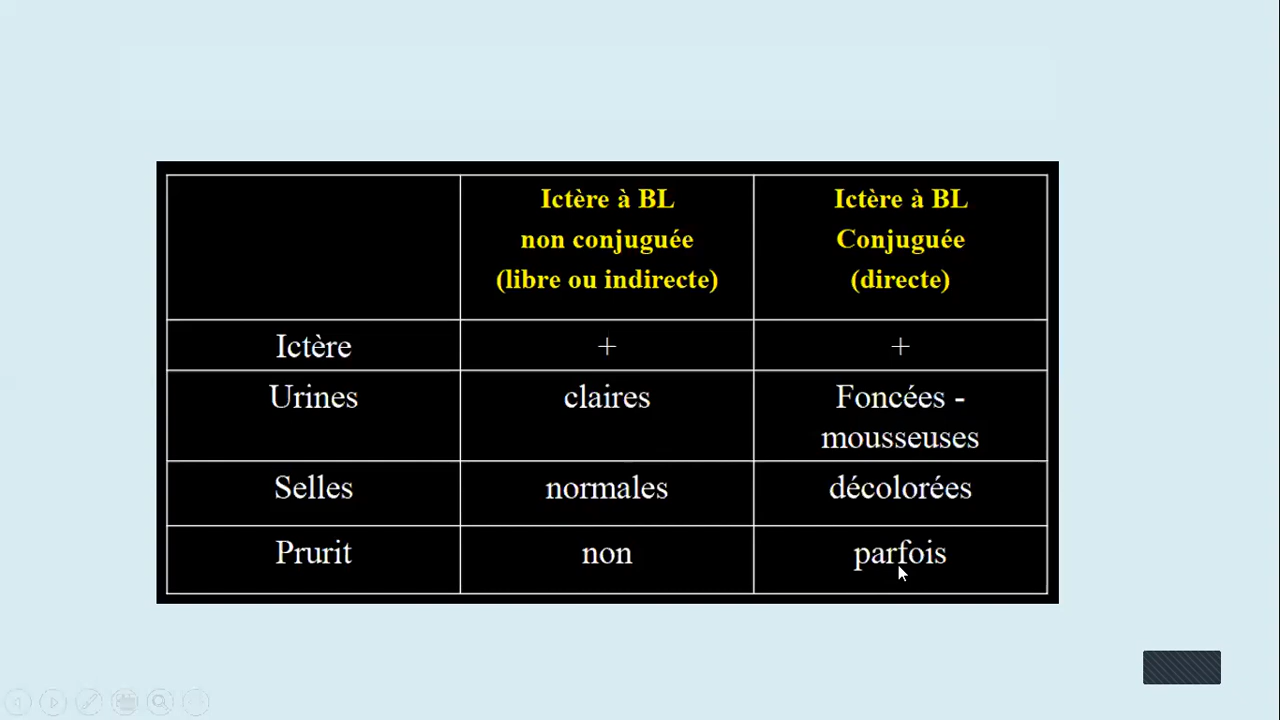 Ictère à BL
non conjuguée
(libre ou indirecte)
Ictère à BL
Conjuguée
(directe)
Ictère + +
Urines claires Foncées -
mousseuses
Selles normales décolorées
Prurit non parfois